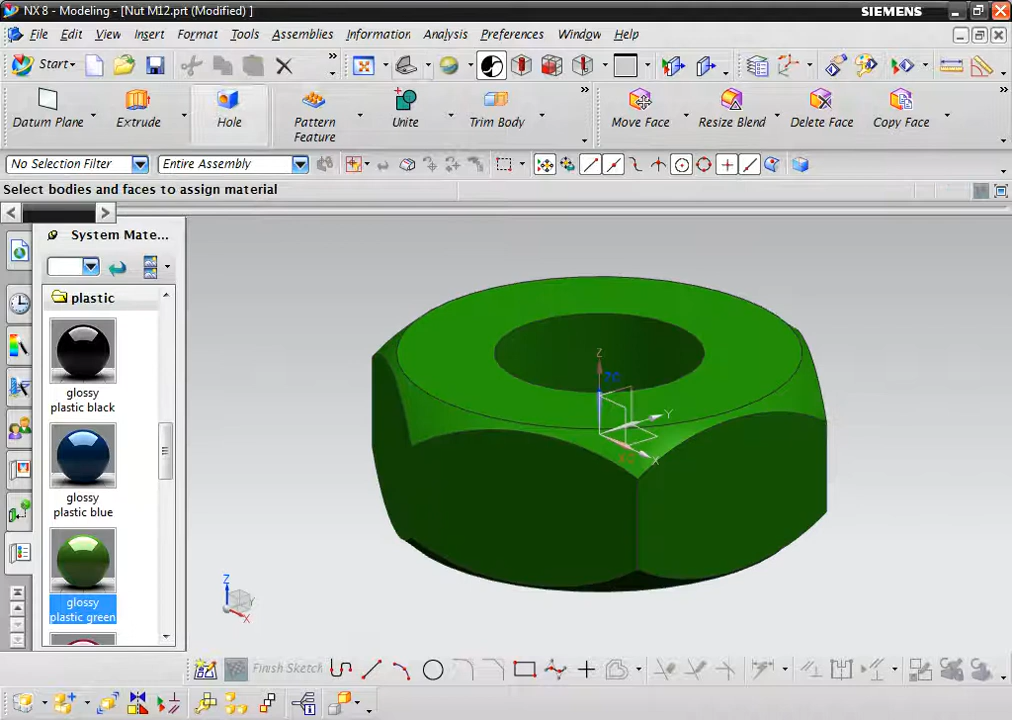 NX 8 - Modeling - [Nut M12.prt (Modified) ]
SIEMENS
File Edit View Insert Format Tools Assemblies Information Analysis Preferences Window Help
Start
Datum Plane
Extrude
Hole
Pattern
Feature
Unite
Trim Body
Move Face
Resize Blend
Delete Face
Copy Face
No Selection Filter
Entire Assembly
Select bodies and faces to assign material
System Mate...
plastic
glossy
plastic black
glossy
plastic blue
glossy
plastic green
Z
ZC
Y
XC
X
Z
Y
X
Finish Sketch